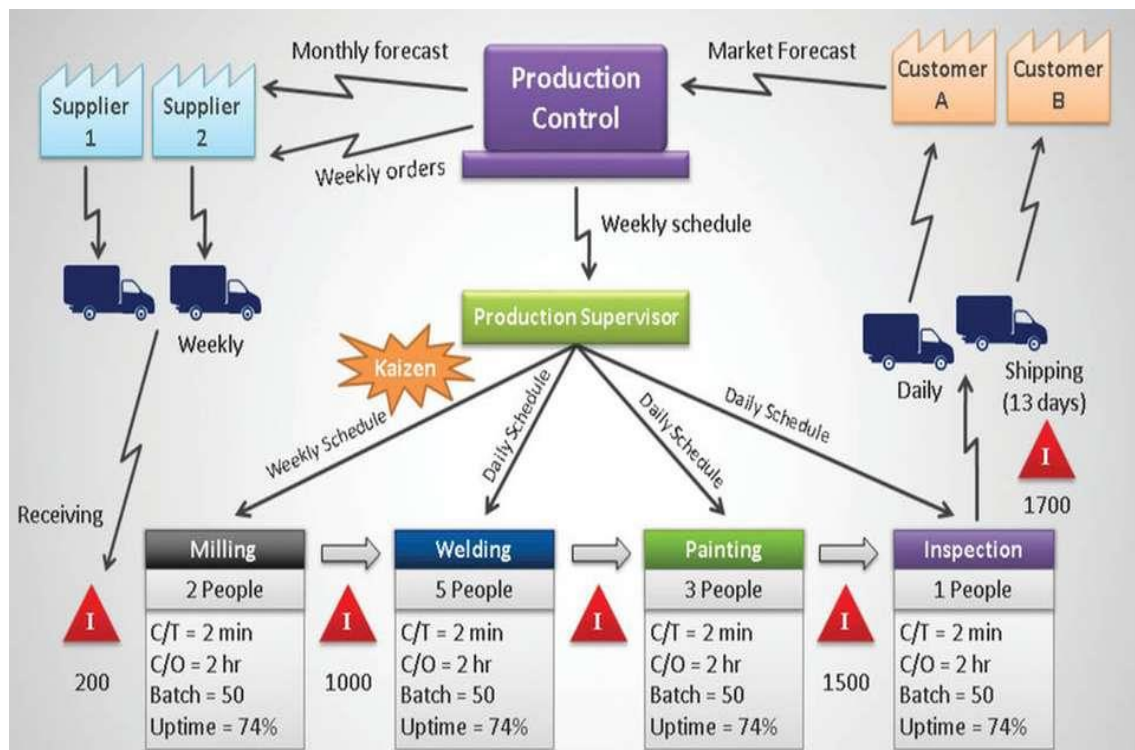 Monthly forecast
Market Forecast
Production
Control
Supplier
1
Supplier
2
Customer
A
Customer
B
Weekly orders
Weekly schedule
Production Supervisor
Kaizen
Weekly
Daily
Shipping
(13 days)
I
1700
Weekly Schedule
Daily Schedule
Daily Schedule
Daily Schedule
Receiving
I
200
Milling
2 People
C/T = 2 min
C/O = 2 hr
Batch = 50
Uptime = 74%
I
1000
Welding
5 People
C/T = 2 min
C/O = 2 hr
Batch = 50
Uptime = 74%
I
Painting
3 People
C/T = 2 min
C/O = 2 hr
Batch = 50
Uptime = 74%
I
1500
Inspection
1 People
C/T = 2 min
C/O = 2 hr
Batch = 50
Uptime = 74%